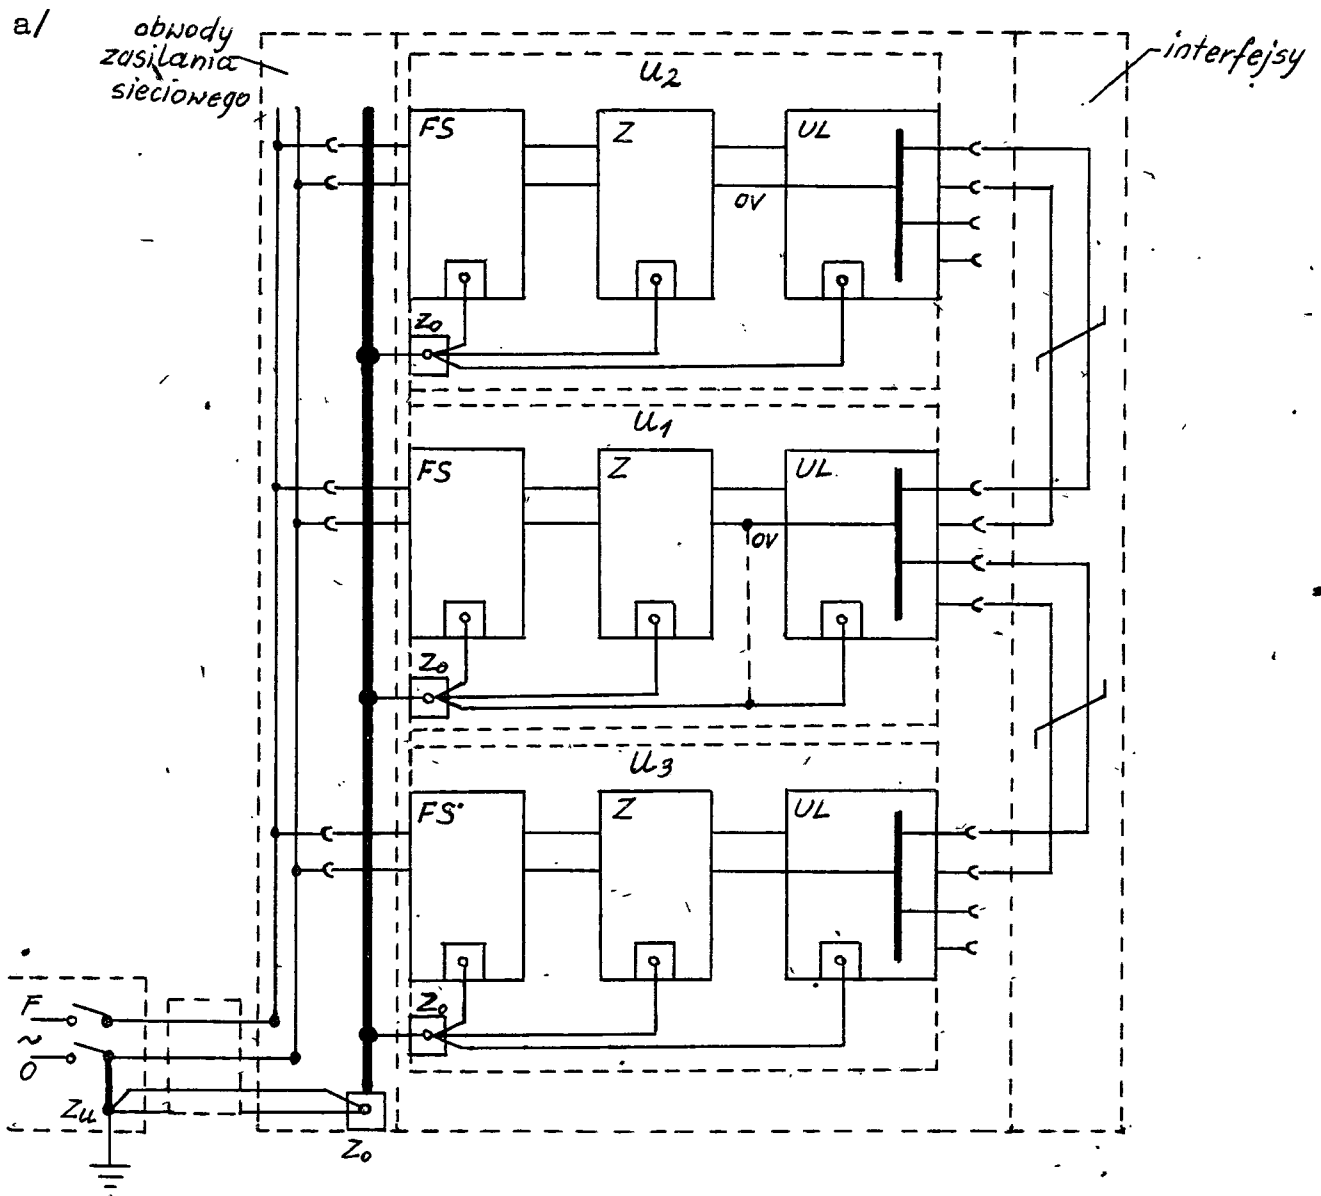 a/
obwody
zasilania
sieciowego
interfejsy
U2
FS
Z
UL
0V
Z0
U1
FS
Z
UL
0V
Z0
U3
FS
Z
UL
Z0
F
~
0
Zu
Z0